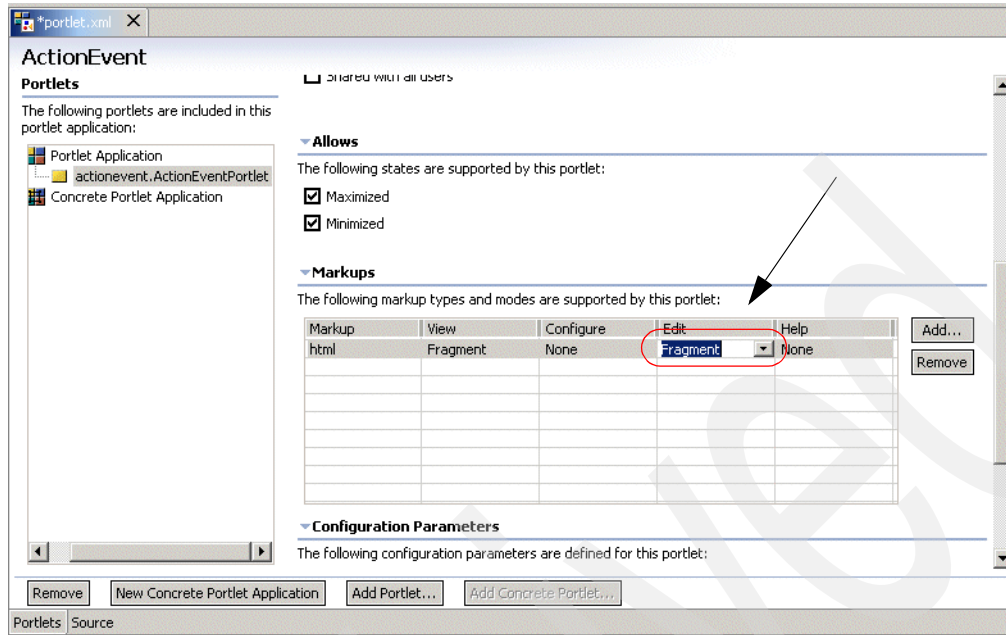 *portlet.xml
ActionEvent
Portlets
The following portlets are included in this
portlet application:
Portlet Application
actionevent.ActionEventPortlet
Concrete Portlet Application
Shared with all users
Allows
The following states are supported by this portlet:
Maximized
Minimized
Markups
The following markup types and modes are supported by this portlet:
Markup View Configure Edit Help
html Fragment None Fragment None
Add...
Remove
Configuration Parameters
The following configuration parameters are defined for this portlet:
Remove New Concrete Portlet Application Add Portlet... Add Concrete Portlet...
Portlets Source